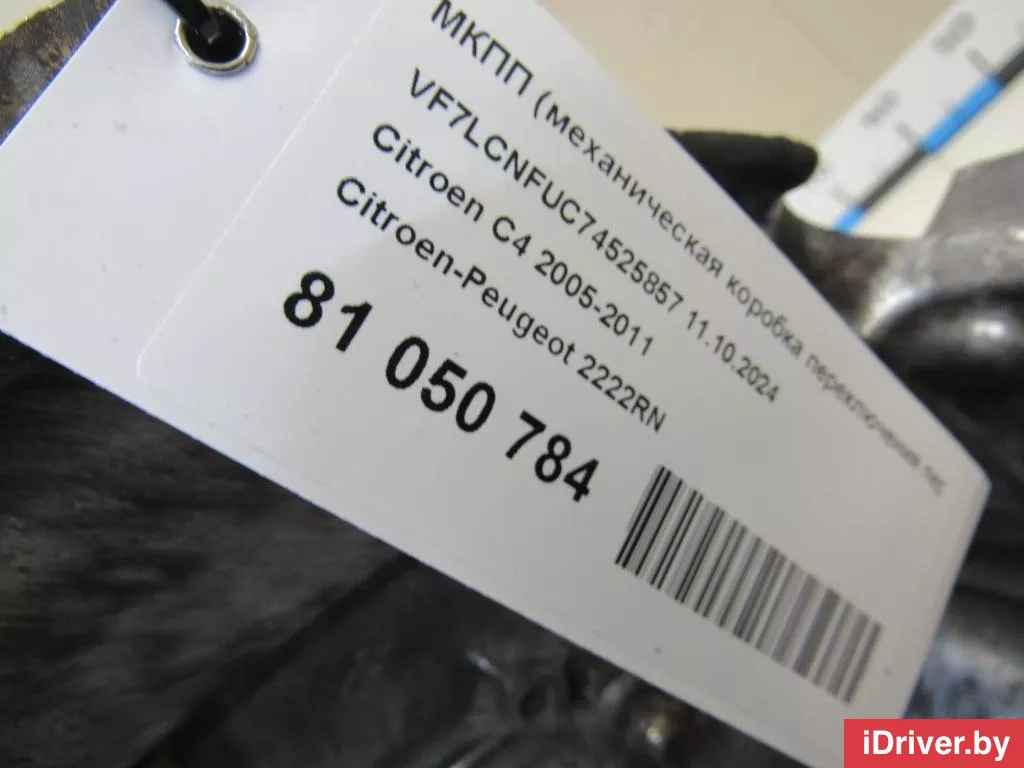 МКПП (механическая коробка переключения пер
VF7LCNFUC74525857 11.10.2024
Citroen C4 2005-2011
Citroen-Peugeot 2222RN
81 050 784
iDriver.by